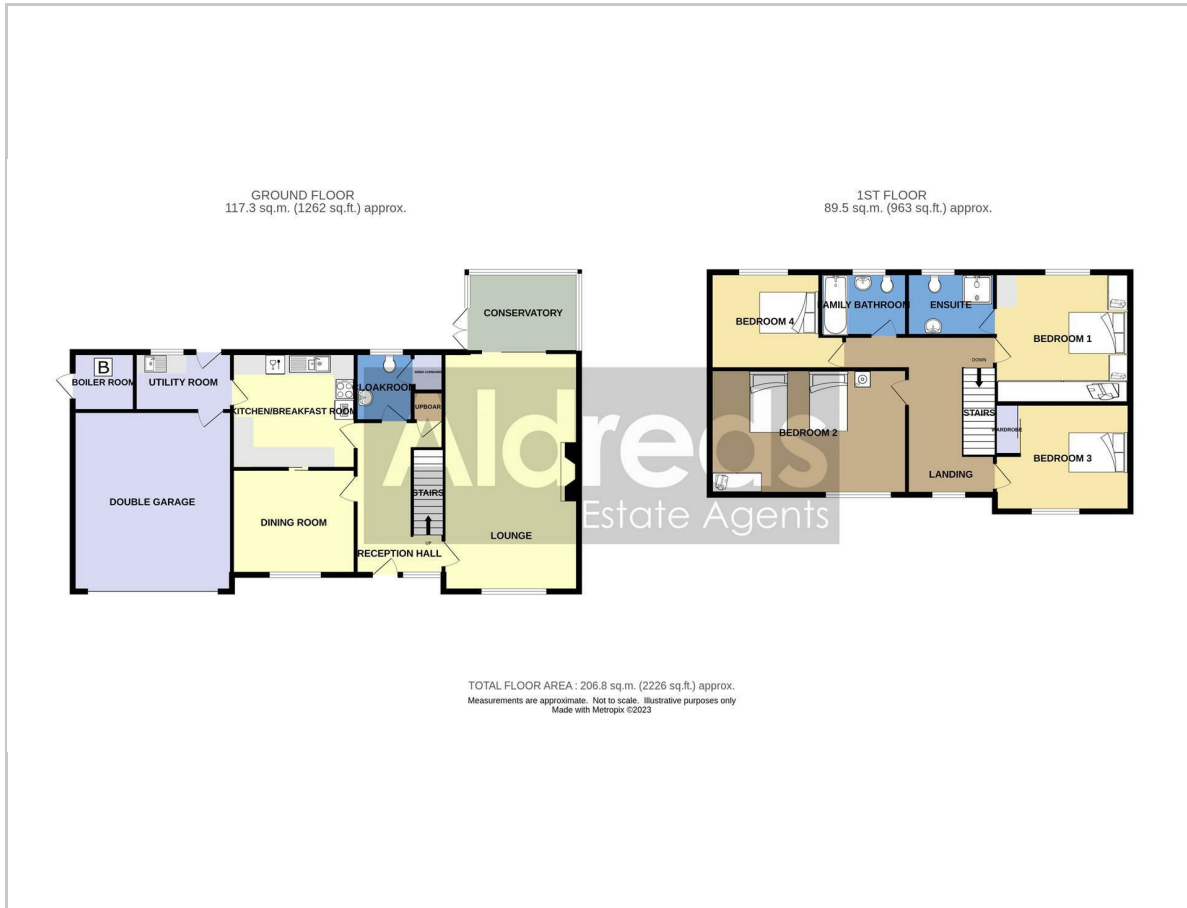 GROUND FLOOR
117.3 sq.m. (1262 sq.ft.) approx.
CONSERVATORY
B
BOILER ROOM
UTILITY ROOM
CLOAKROOM
KITCHEN/BREAKFAST ROOM
UPBOAR
DOUBLE GARAGE
DINING ROOM
STAIRS
UP
RECEPTION HALL
LOUNGE
1ST FLOOR
89.5 sq.m. (963 sq.ft.) approx.
BEDROOM 4
FAMILY BATHROOM
ENSUITE
BEDROOM 1
DOWN
STAIRS
WARDROBE
BEDROOM 2
BEDROOM 3
LANDING
Aldreds
Estate Agents
TOTAL FLOOR AREA : 206.8 sq.m. (2226 sq.ft.) approx.
Measurements are approximate. Not to scale. Illustrative purposes only
Made with Metropix ©2023